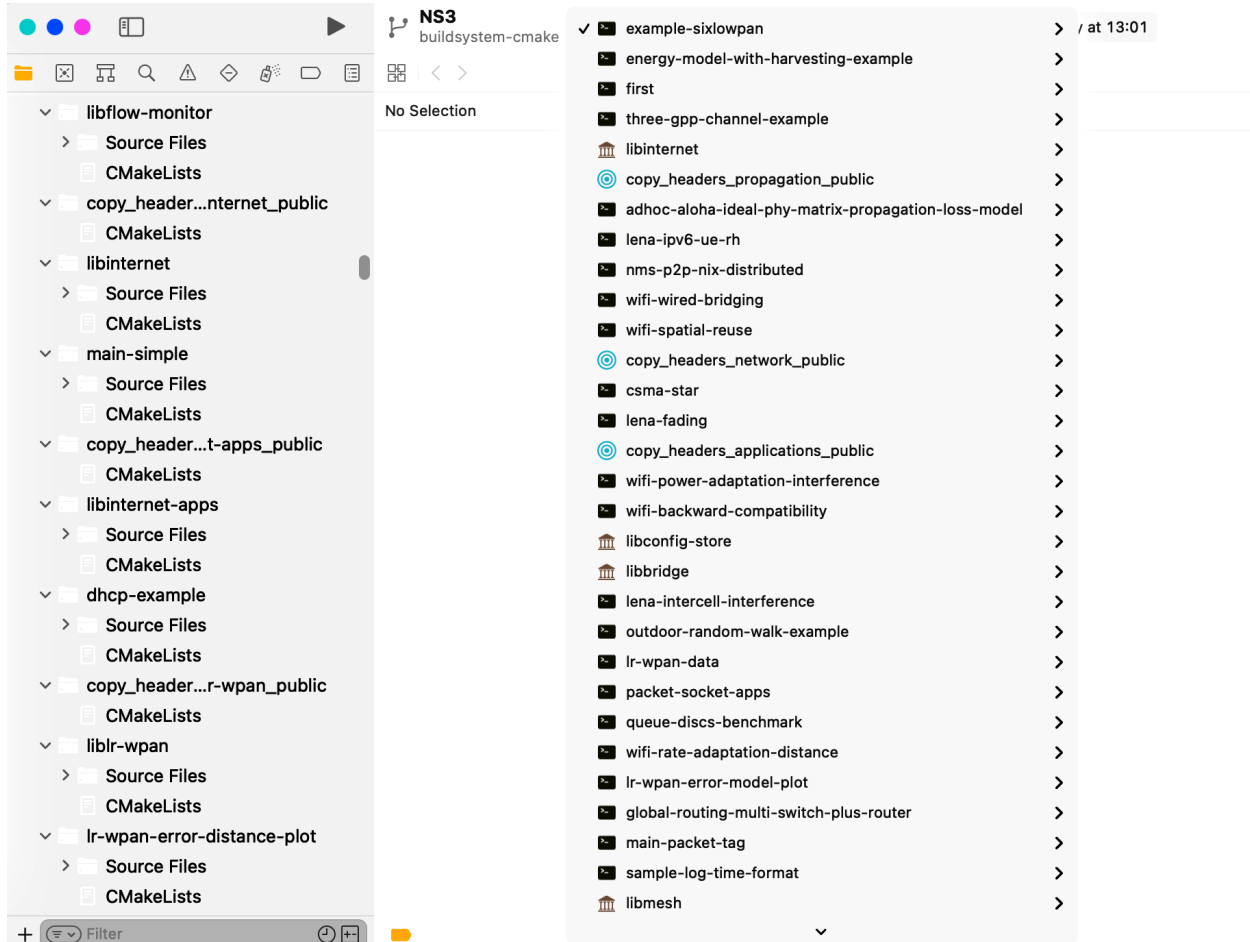 NS3
buildsystem-cmake
y at 13:01
No Selection
libflow-monitor
Source Files
CMakeLists
copy_header...nternet_public
CMakeLists
libinternet
Source Files
CMakeLists
main-simple
Source Files
CMakeLists
copy_header...t-apps_public
CMakeLists
libinternet-apps
Source Files
CMakeLists
dhcp-example
Source Files
CMakeLists
copy_header...r-wpan_public
CMakeLists
liblr-wpan
Source Files
CMakeLists
lr-wpan-error-distance-plot
Source Files
CMakeLists
Filter
example-sixlowpan
energy-model-with-harvesting-example
first
three-gpp-channel-example
libinternet
copy_headers_propagation_public
adhoc-aloha-ideal-phy-matrix-propagation-loss-model
lena-ipv6-ue-rh
nms-p2p-nix-distributed
wifi-wired-bridging
wifi-spatial-reuse
copy_headers_network_public
csma-star
lena-fading
copy_headers_applications_public
wifi-power-adaptation-interference
wifi-backward-compatibility
libconfig-store
libbridge
lena-intercell-interference
outdoor-random-walk-example
lr-wpan-data
packet-socket-apps
queue-discs-benchmark
wifi-rate-adaptation-distance
lr-wpan-error-model-plot
global-routing-multi-switch-plus-router
main-packet-tag
sample-log-time-format
libmesh